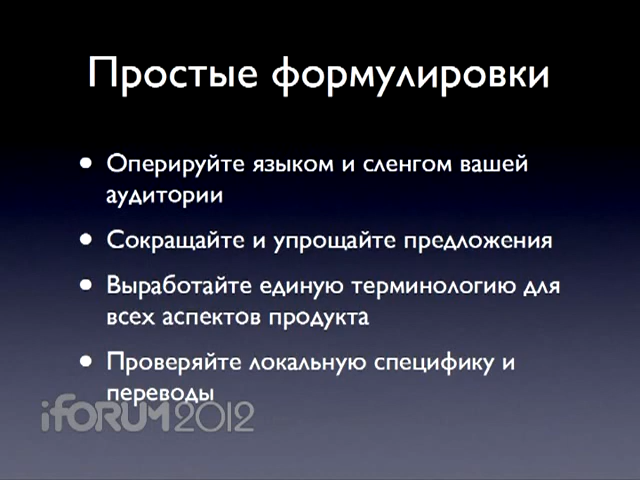 Простые формулировки
• Оперируйте языком и сленгом вашей
аудитории
• Сокращайте и упрощайте предложения
• Выработайте единую терминологию для
всех аспектов продукта
• Проверяйте локальную специфику и
переводы
iFORUM2012